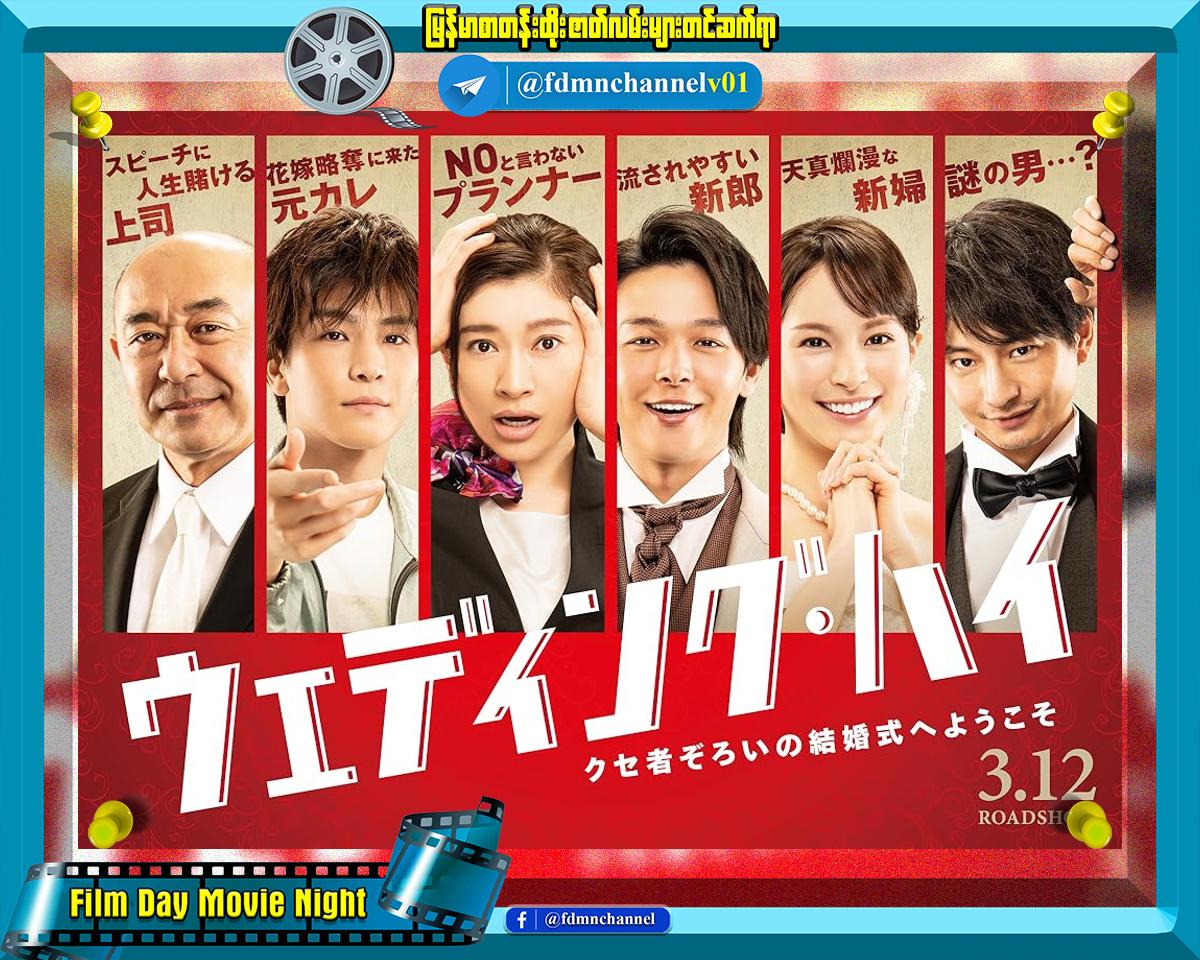 မြန်မာစာတန်းထိုး ဇာတ်လမ်းများတင်ဆက်ရာ
@fdmnchannelv01
スピーチに
人生賭ける
上司
花嫁略奪に来た
元カレ
NOと言わない
プランナー
流されやすい
新郎
天真爛漫な
新婦
謎の男…?
ウェディング・ハイ
クセ者ぞろいの結婚式へようこそ
3.12
Film Day Movie Night
@fdmnchannel